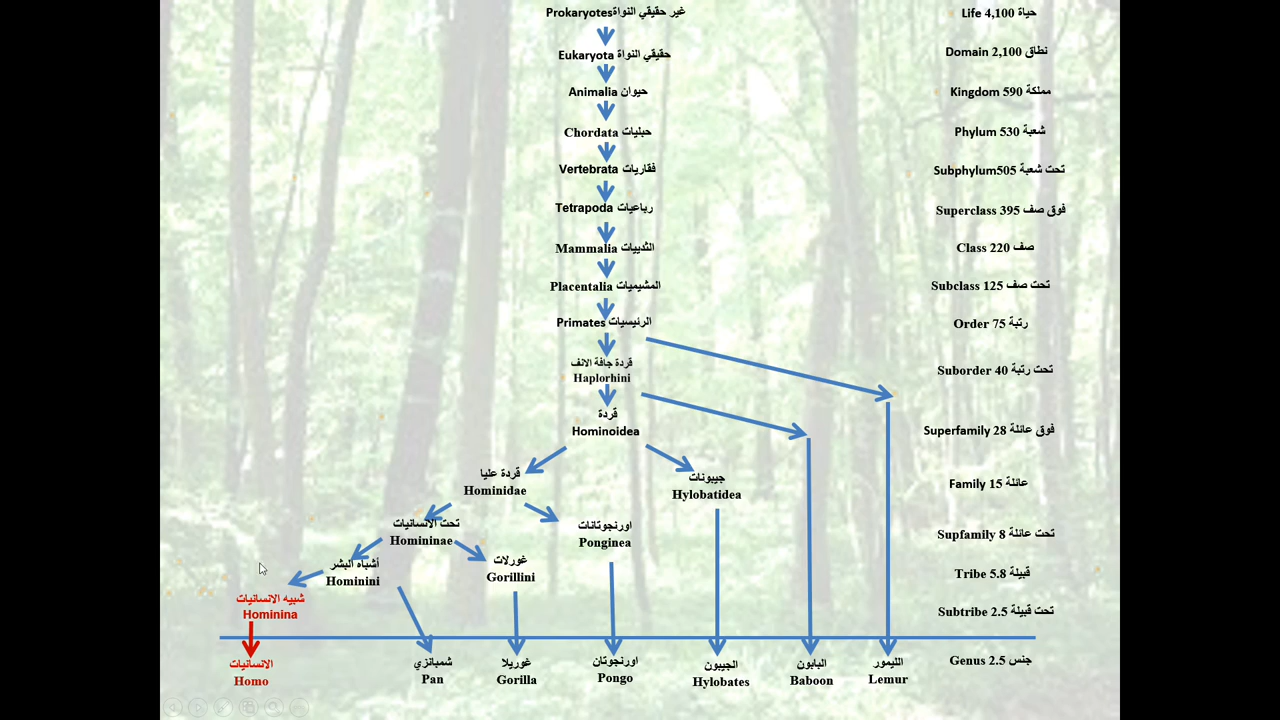 Prokaryotes غير حقيقي النواة
Life 4,100 حياة
Eukaryota حقيقي النواة
Domain 2,100 نطاق
Animalia حيوان
Kingdom 590 مملكة
Chordata حبليات
Phylum 530 شعبة
Vertebrata فقاريات
Subphylum505 تحت شعبة
Tetrapoda رباعيات
Superclass 395 فوق صف
Mammalia الثدييات
Class 220 صف
Placentalia المشيميات
Subclass 125 تحت صف
Primates الرئيسيات
Order 75 رتبة
قردة جافة الانف
Haplorhini
Suborder 40 تحت رتبة
قردة
Hominoidea
Superfamily 28 فوق عائلة
قردة عليا
Hominidae
جيبونات
Hylobatidea
Family 15 عائلة
تحت الانسانيات
Homininae
اورنجوتانات
Ponginea
Supfamily 8 تحت عائلة
أشباه البشر
Hominini
غورلات
Gorillini
Tribe 5.8 قبيلة
شبيه الانسانيات
Hominina
Subtribe 2.5 تحت قبيلة
الانسانيات
Homo
شمبانزي
Pan
غوريلا
Gorilla
اورنجوتان
Pongo
الجيبون
Hylobates
البابون
Baboon
الليمور
Lemur
Genus 2.5 جنس